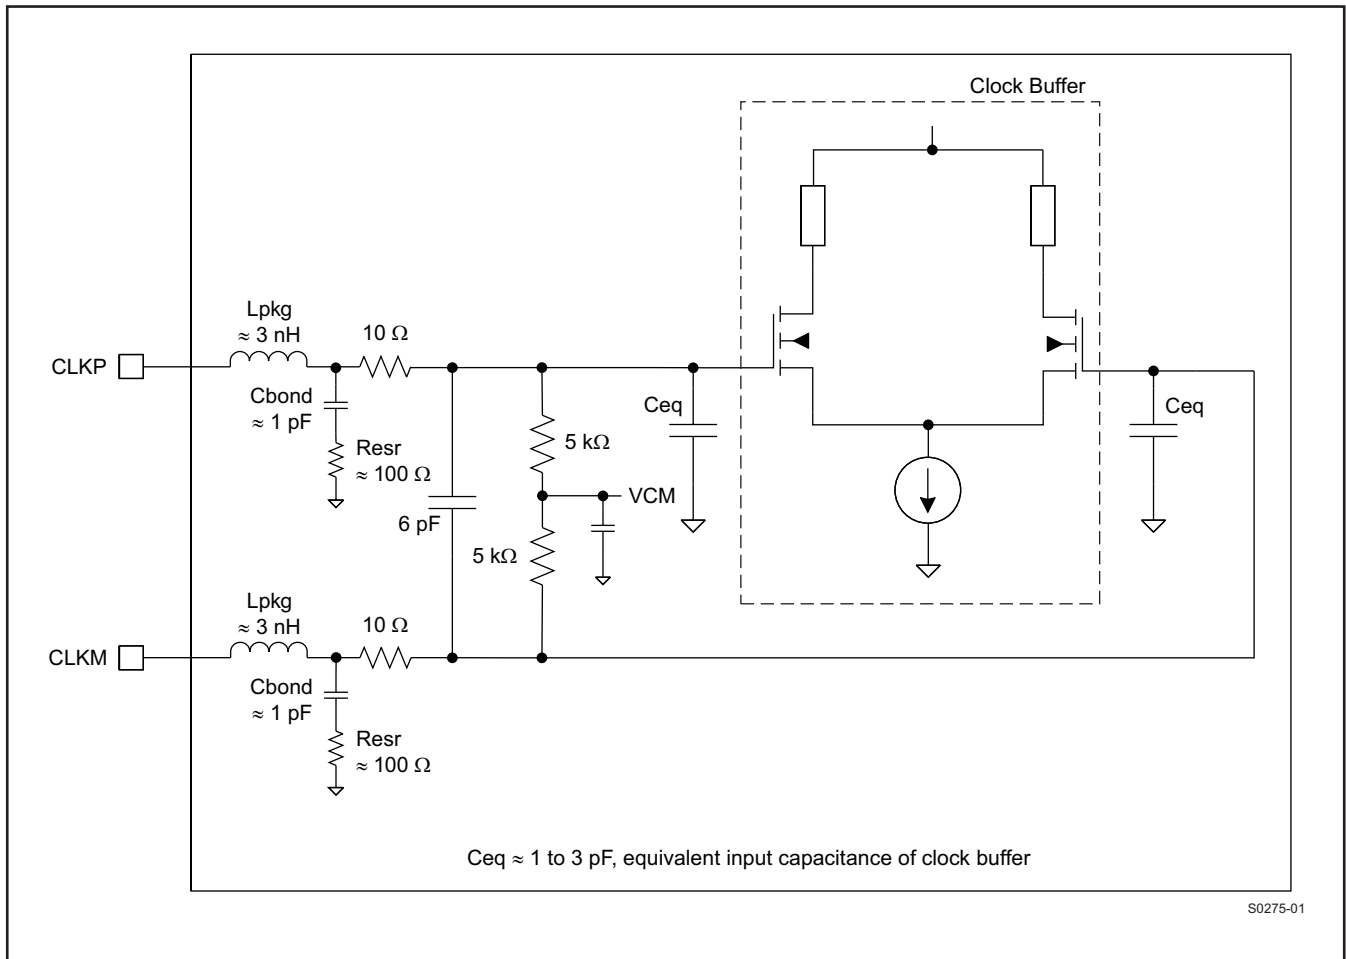 Clock Buffer
Lpkg
≈ 3 nH
10 Ω
CLKP
Cbond
≈ 1 pF
Resr
≈ 100 Ω
6 pF
5 kΩ
VCM
5 kΩ
Ceq
Ceq
Lpkg
≈ 3 nH
10 Ω
CLKM
Cbond
≈ 1 pF
Resr
≈ 100 Ω
Ceq ≈ 1 to 3 pF, equivalent input capacitance of clock buffer
S0275-01